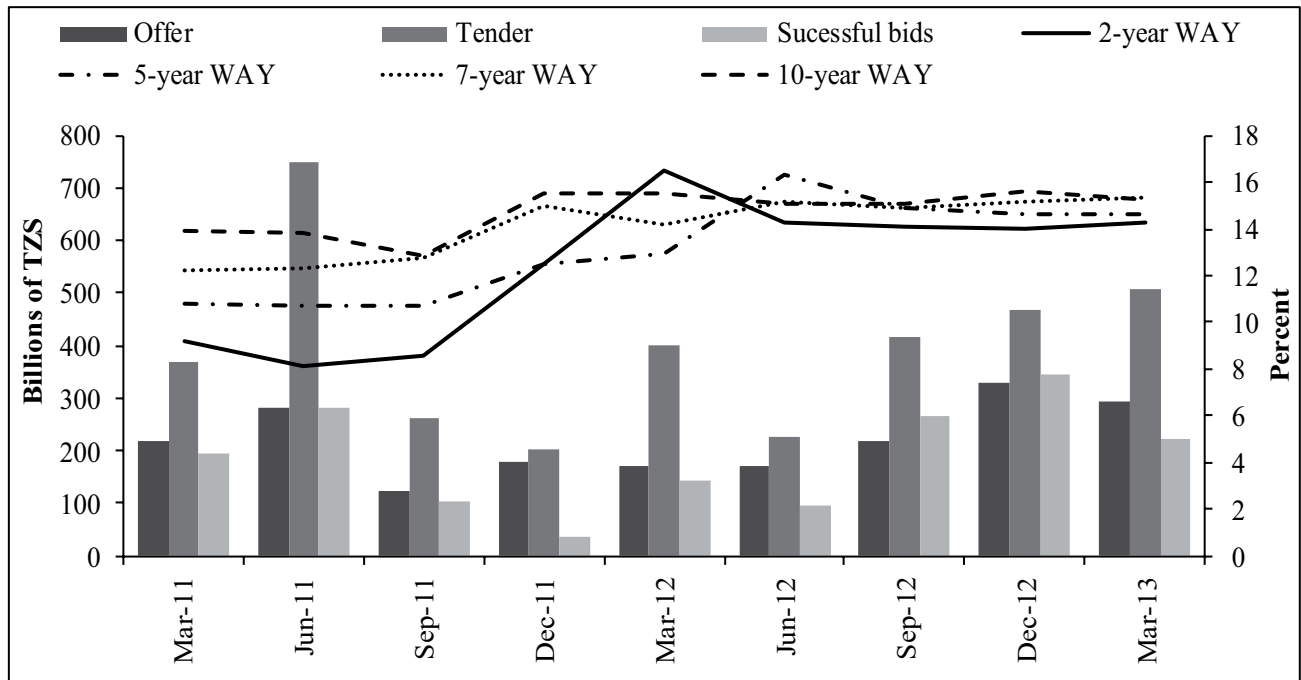 Offer Tender Sucessful bids 2-year WAY
5-year WAY 7-year WAY 10-year WAY
Billions of TZS
800
700
600
500
400
300
200
100
0
18
16
14
12
10
8
6
4
2
0
Percent
Mar-11
Jun-11
Sep-11
Dec-11
Mar-12
Jun-12
Sep-12
Dec-12
Mar-13